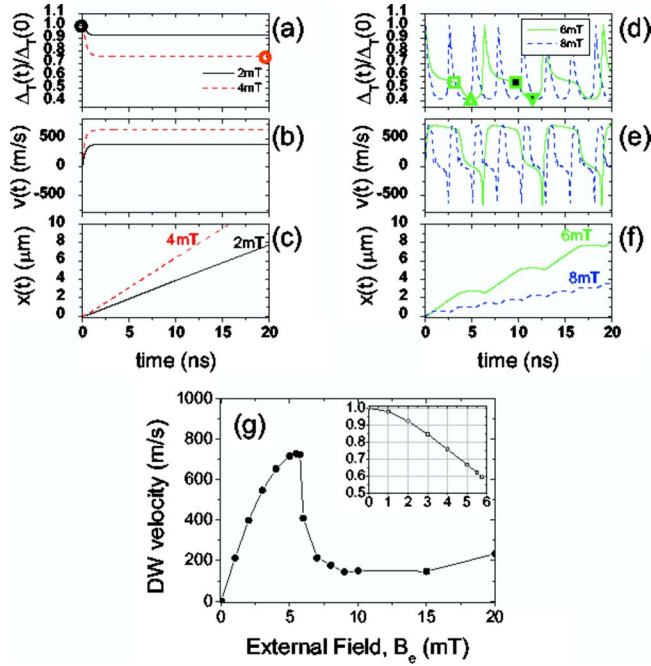 (a)
Δ_T(t)/Δ_T(0)
1.1
1.0
0.9
0.8
0.7
0.6
0.5
0.4
2mT
4mT
(b)
v(t) (m/s)
500
0
-500
(c)
x(t) (μm)
10
8
6
4
2
0
4mT
2mT
0 5 10 15 20
time (ns)
(d)
Δ_T(t)/Δ_T(0)
1.1
1.0
0.9
0.8
0.7
0.6
0.5
0.4
6mT
8mT
(e)
v(t) (m/s)
500
0
-500
(f)
x(t) (μm)
10
8
6
4
2
0
6mT
8mT
0 5 10 15 20
time (ns)
(g)
DW velocity (m/s)
1000
800
600
400
200
0
1.0
0.9
0.8
0.7
0.6
0.5
0 1 2 3 4 5 6
0 5 10 15 20
External Field, B_e (mT)